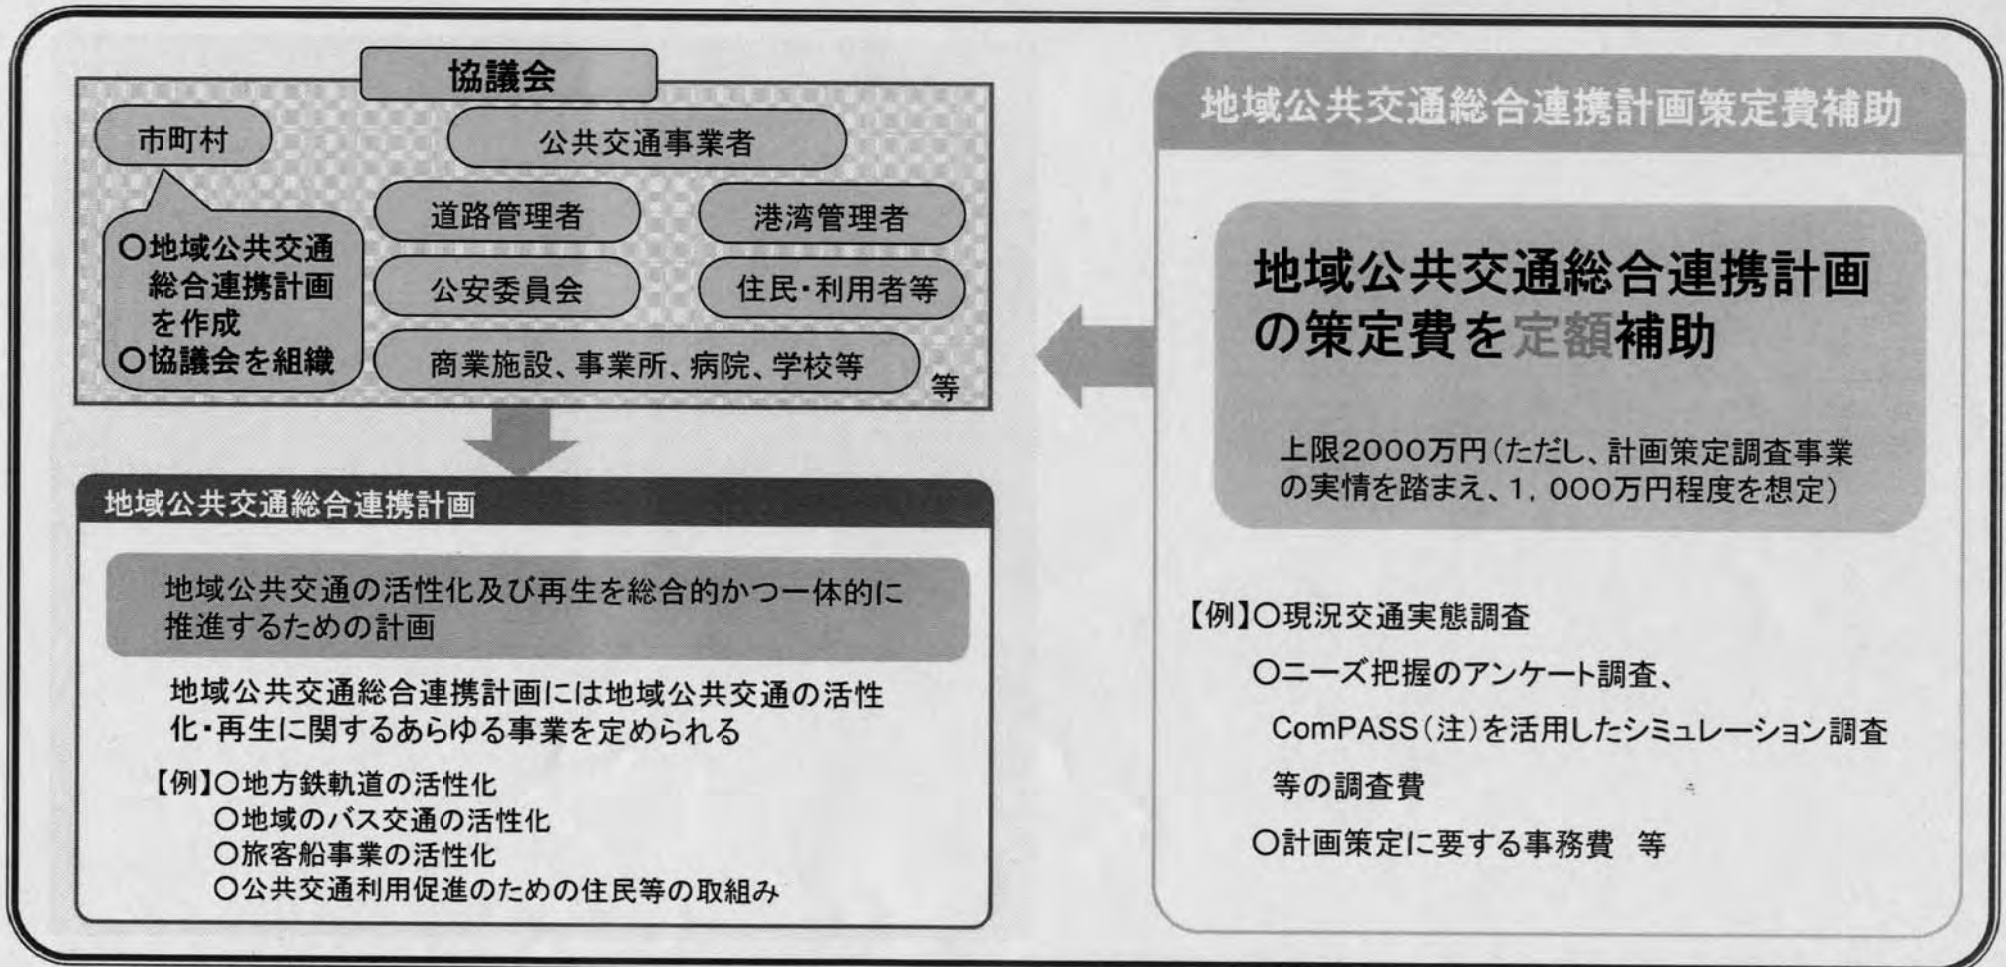 協議会
市町村
公共交通事業者
道路管理者
港湾管理者
公安委員会
住民・利用者等
商業施設、事業所、病院、学校等
等
〇地域公共交通
総合連携計画
を作成
〇協議会を組織
地域公共交通総合連携計画
地域公共交通の活性化及び再生を総合的かつ一体的に
推進するための計画
地域公共交通総合連携計画には地域公共交通の活性
化・再生に関するあらゆる事業を定められる
【例】〇地方鉄軌道の活性化
〇地域のバス交通の活性化
〇旅客船事業の活性化
〇公共交通利用促進のための住民等の取組み
地域公共交通総合連携計画策定費補助
地域公共交通総合連携計画
の策定費を定額補助
上限2000万円(ただし、計画策定調査事業
の実情を踏まえ、1,000万円程度を想定)
【例】〇現況交通実態調査
〇ニーズ把握のアンケート調査、
ComPASS(注)を活用したシミュレーション調査
等の調査費
〇計画策定に要する事務費 等